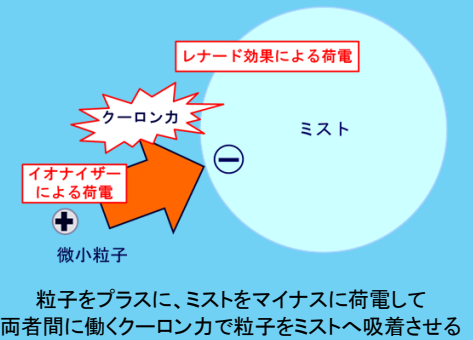 レナード効果による荷電
クーロン力
ミスト
イオナイザー
による荷電
微小粒子
粒子をプラスに、ミストをマイナスに荷電して
両者間に働くクーロン力で粒子をミストへ吸着させる